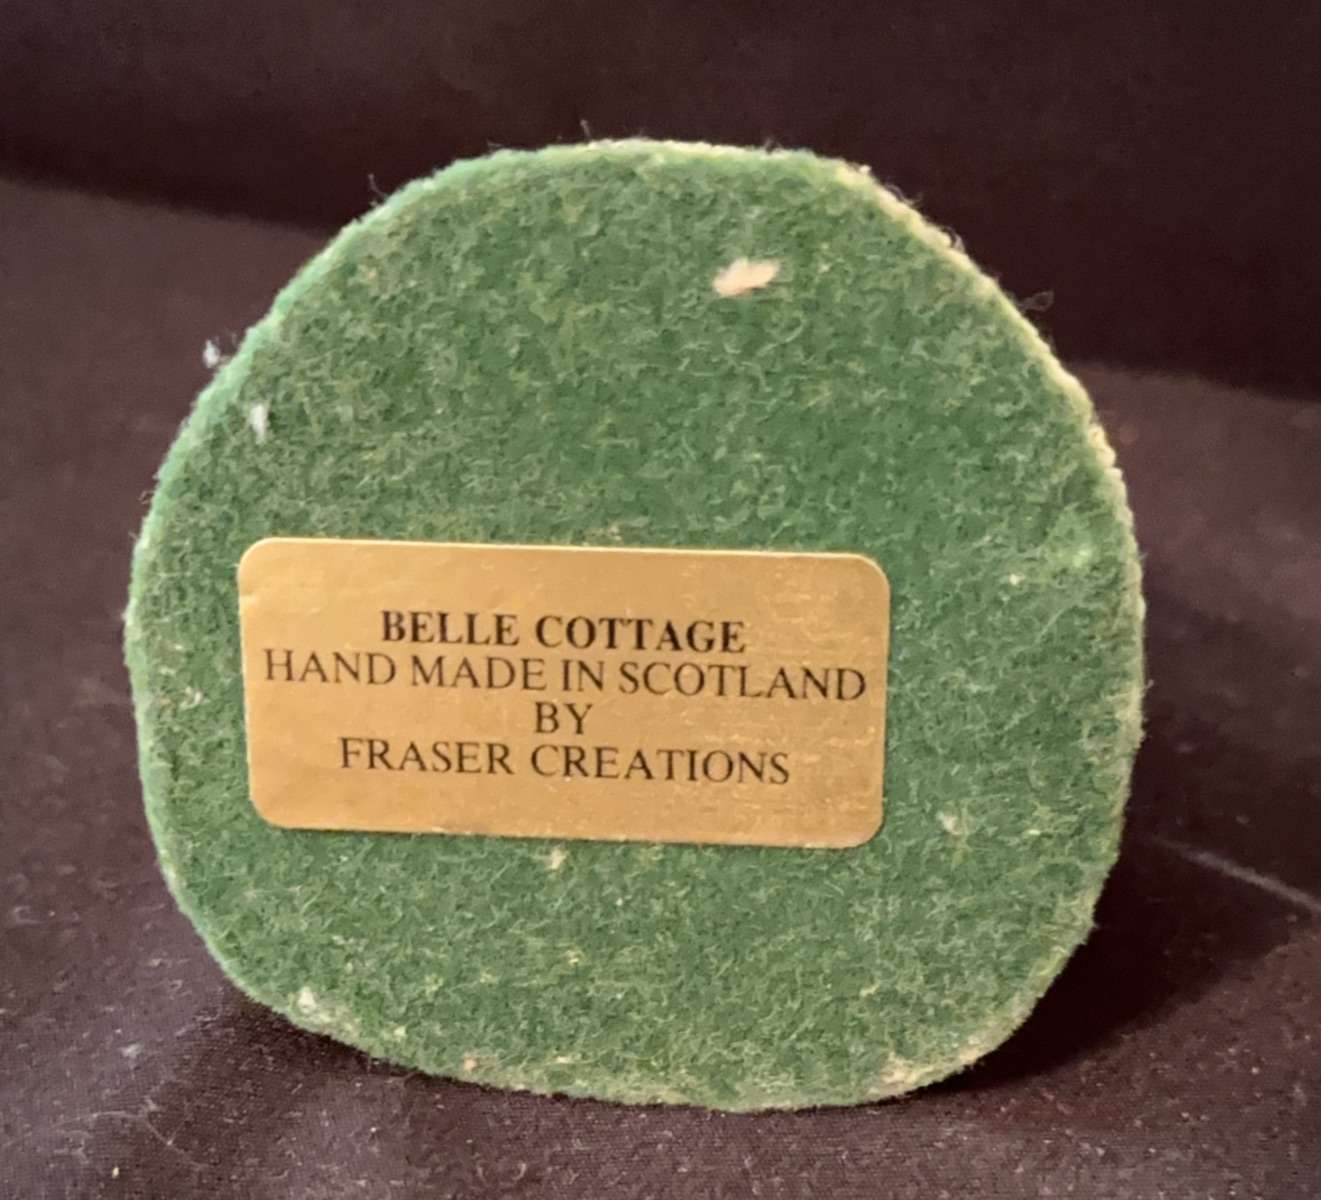 BELLE COTTAGE
HAND MADE IN SCOTLAND
BY
FRASER CREATIONS